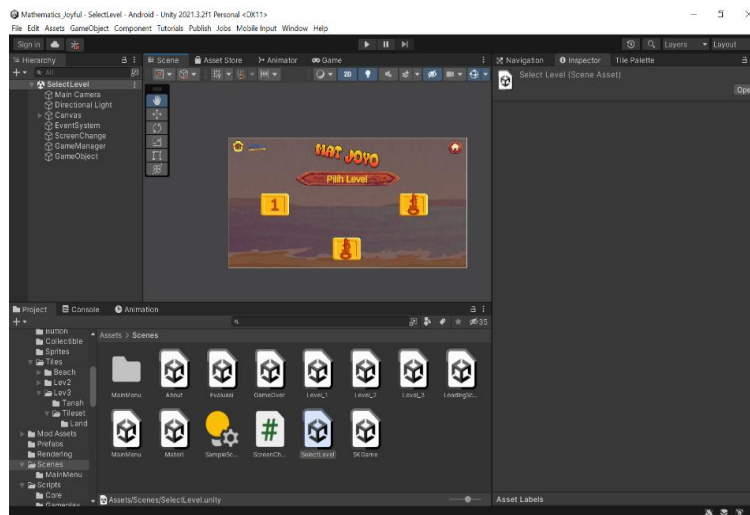 Mathematics_Joyful - SelectLevel - Android - Unity 2021.3.2f1 Personal <DX11>
File Edit Assets GameObject Component Tutorials Publish Jobs Mobile Input Window Help
Sign in
Layers
Layout
Hierarchy
Scene
Asset Store
Animator
Game
Navigation
Inspector
Tile Palette
All
2D
Select Level (Scene Asset)
Ope
SelectLevel
Main Camera
Directional Light
Canvas
EventSystem
ScreenChange
GameManager
GameObject
MAT JOYO
Pilih Level
1
Project
Console
Animation
35
Button
Collectible
Sprites
Tiles
Beach
Lev2
Lev3
Tanah
Tileset
Land
Mod Assets
Prefabs
Rendering
Scenes
MainMenu
Scripts
Core
Gameplay
Assets > Scenes
MainMenu
About
Evaluasi
GameOver
Level_1
Level_2
Level_3
LoadingSc...
MainMenu
Materi
SampleSc...
ScreenCh...
SelectLevel
SKGame
Assets/Scenes/SelectLevel.unity
Asset Labels